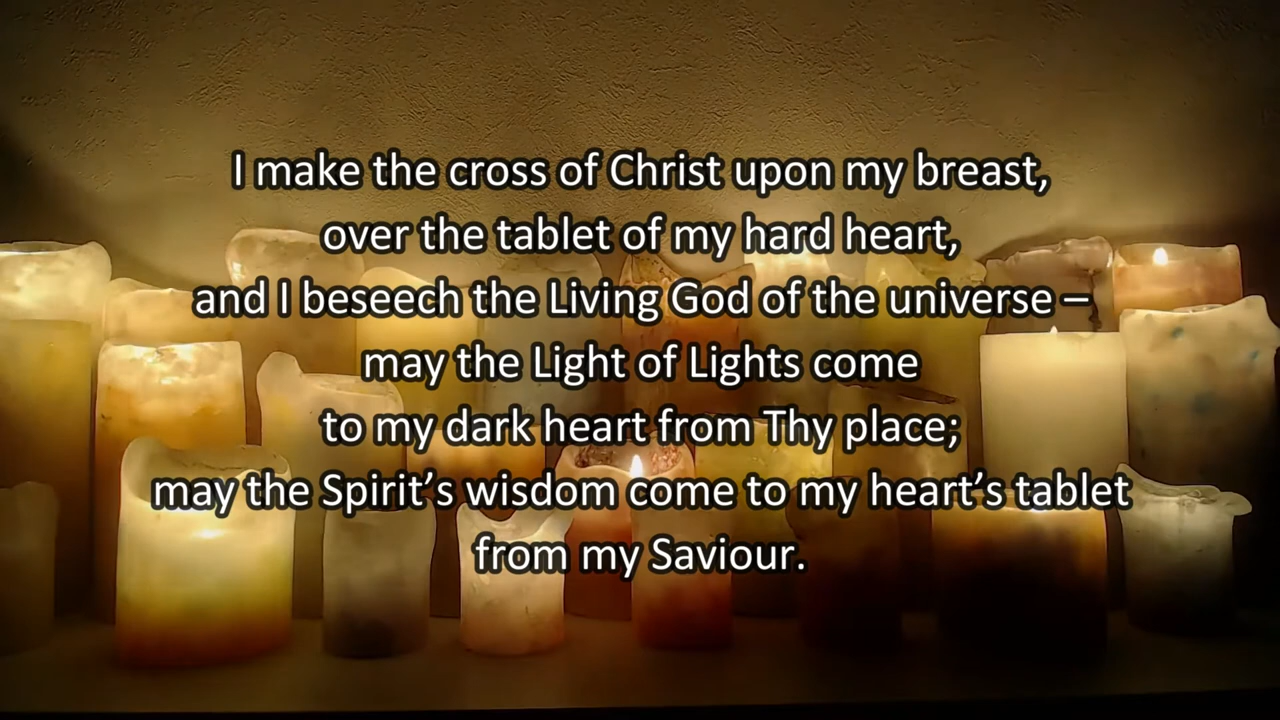 I make the cross of Christ upon my breast,
over the tablet of my hard heart,
and I beseech the Living God of the universe –
may the Light of Lights come
to my dark heart from Thy place;
may the Spirit’s wisdom come to my heart’s tablet
from my Saviour.